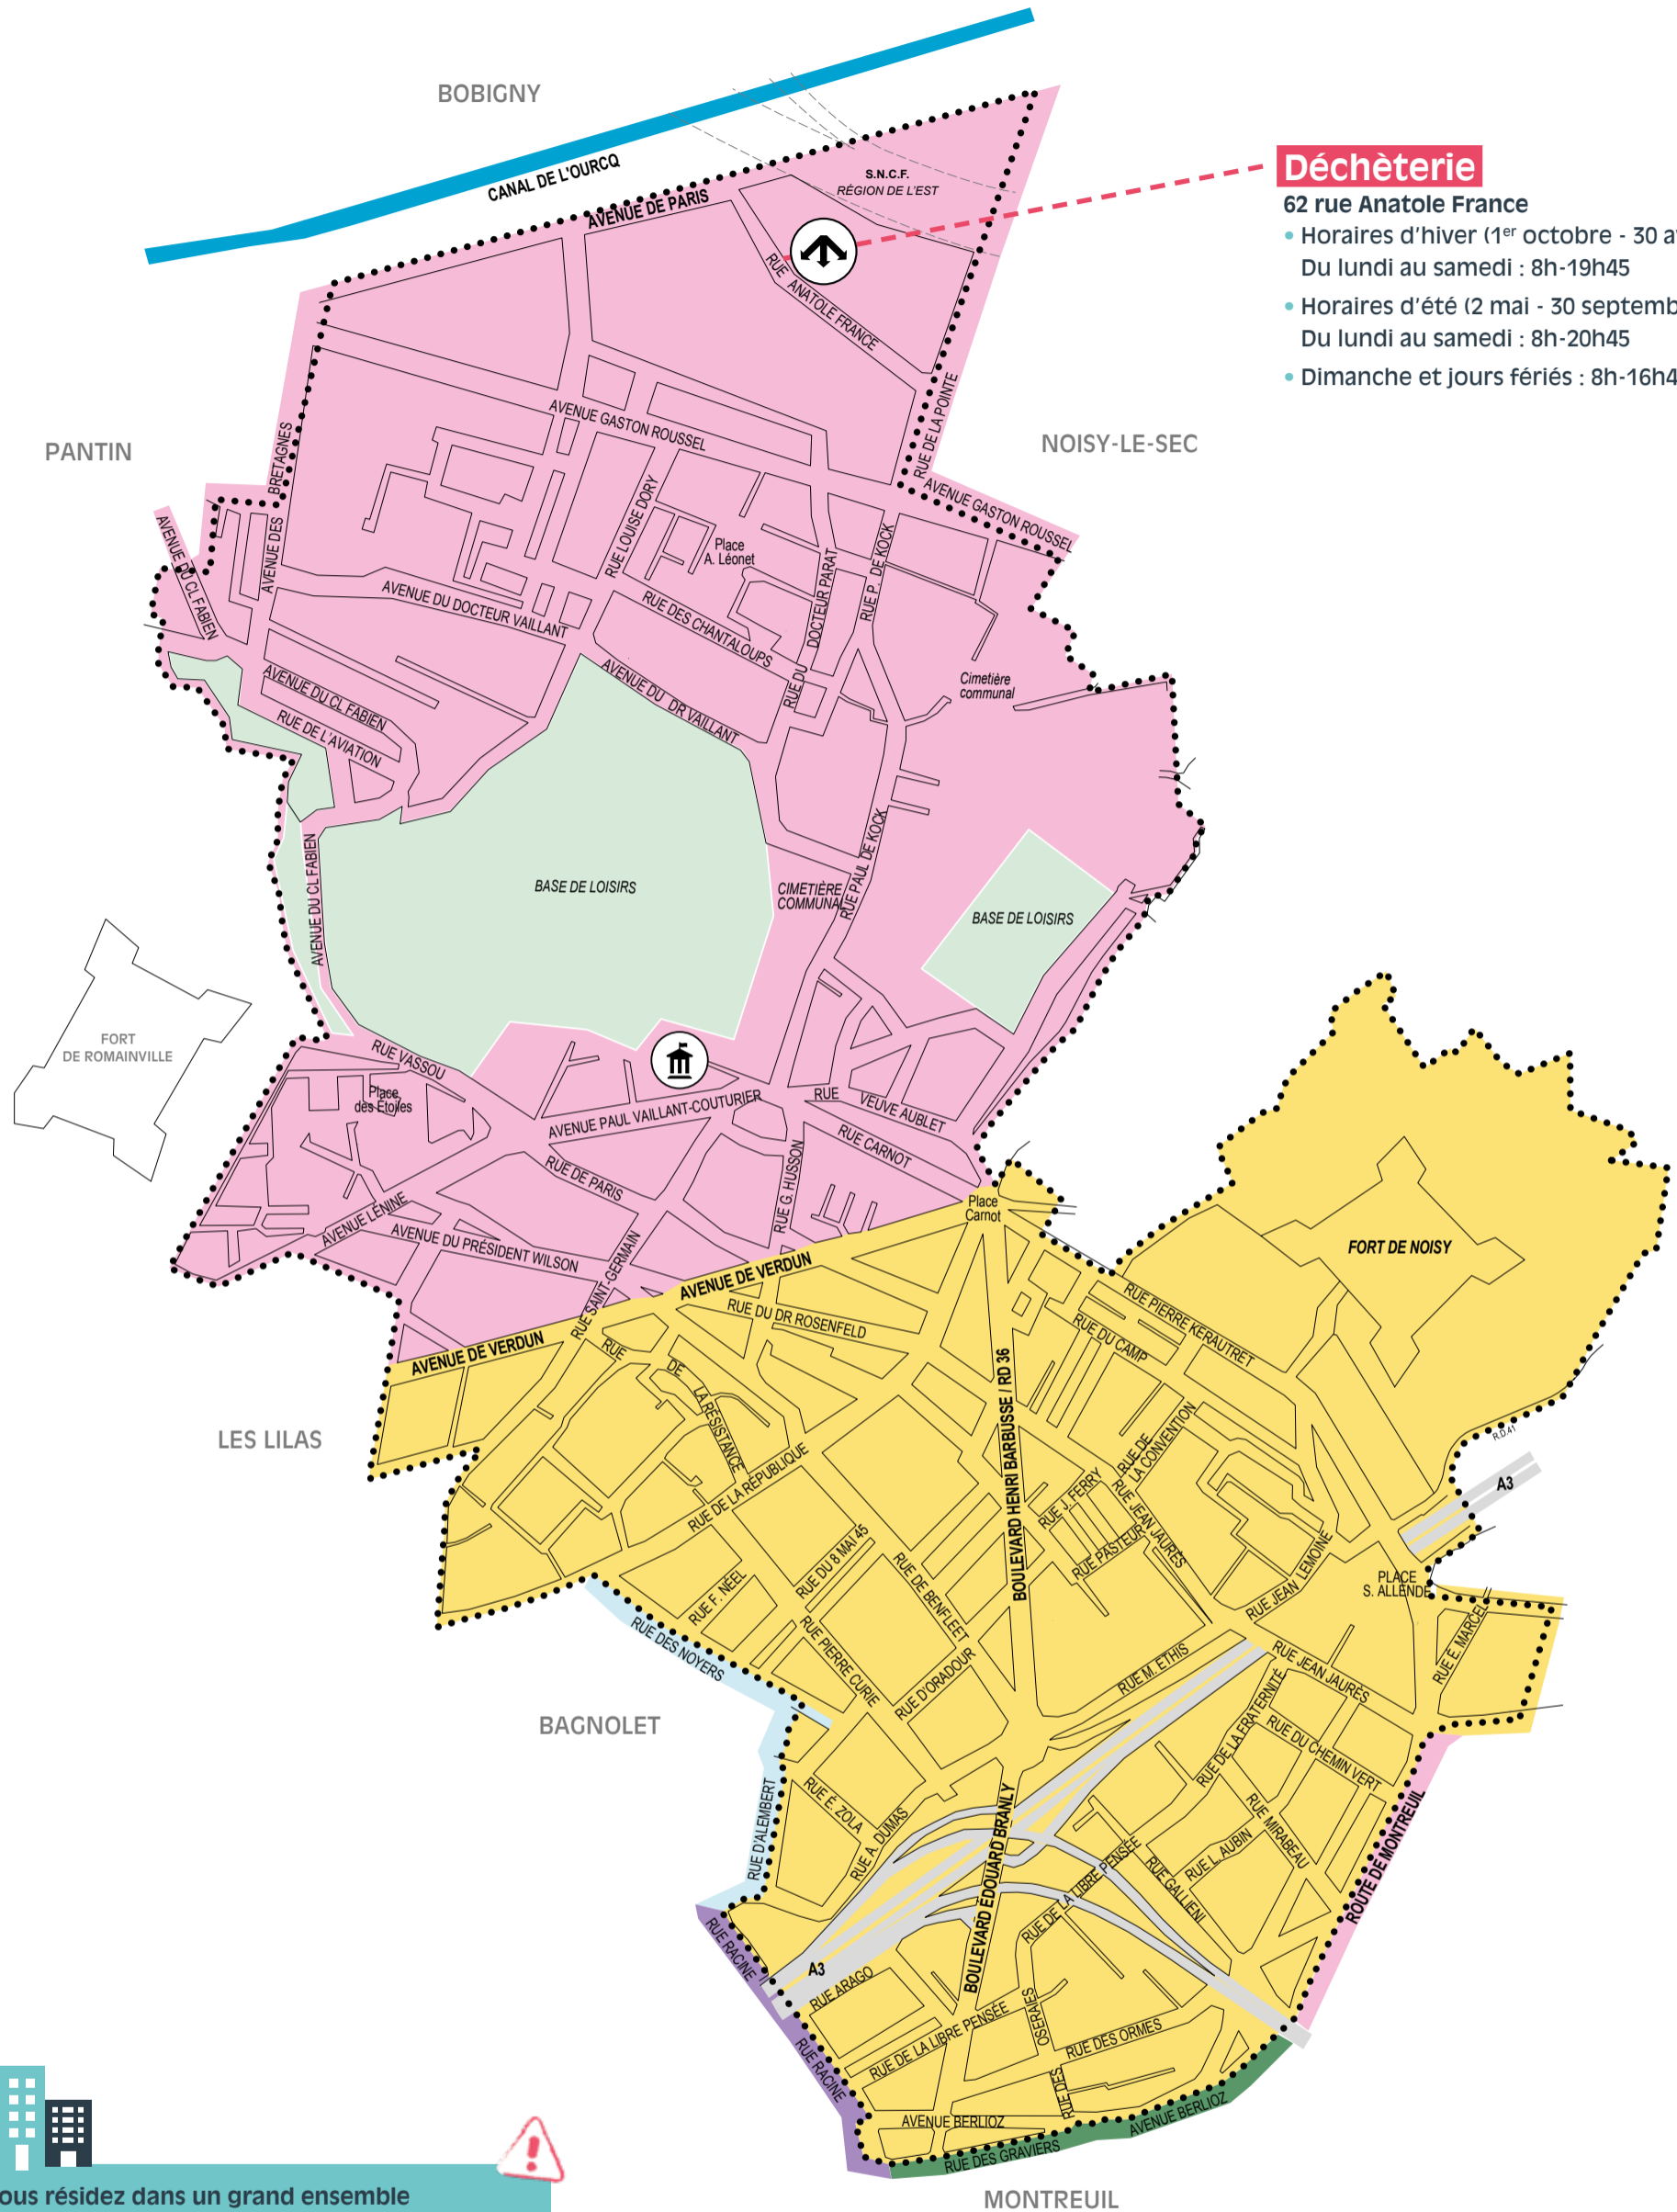 BOBIGNY
CANAL DE L'OURCQ
AVENUE DE PARIS
S.N.C.F.
RÉGION DE L'EST
Déchèterie
62 rue Anatole France
• Horaires d'hiver (1er octobre - 30
Du lundi au samedi : 8h-19h45
• Horaires d'été (2 mai - 30
Du lundi au samedi : 8h-20h45
• Dimanche et jours fériés :
RUE ANATOLE FRANCE
RUE DE LA POINTE
NOISY-LE-SEC
PANTIN
AVENUE DES BRETAGNES
AVENUE GASTON ROUSSEL
AVENUE GASTON ROUSSEL
AVENUE DU CL FABIEN
RUE LOUISE DORY
Place
A. Léonet
RUE P. DE KOCK
RUE DU DOCTEUR PARAT
AVENUE DU DOCTEUR VAILLANT
RUE DES CHANTALOUPS
AVENUE DU DR VAILLANT
Cimetière
communal
AVENUE DU CL FABIEN
RUE DE L'AVIATION
AVENUE DU CL FABIEN
BASE DE LOISIRS
CIMETIÈRE
COMMUNAL
RUE PAUL DE KOCK
BASE DE LOISIRS
FORT
DE ROMAINVILLE
RUE VASSOU
Place
des Étoiles
AVENUE PAUL VAILLANT-COUTURIER
RUE VEUVE AUBLET
RUE CARNOT
RUE DE PARIS
RUE G. HUSSON
AVENUE LÉNINE
AVENUE DU PRÉSIDENT WILSON
RUE SAINT-GERMAIN
Place
Carnot
FORT DE NOISY
AVENUE DE VERDUN
AVENUE DE VERDUN
RUE DU DR ROSENFELD
RUE PIERRE KERAUTRET
RUE DU CAMP
RUE DE LA RÉSISTANCE
BOULEVARD HENRI BARBUSSE / RD 36
LES LILAS
RUE DE LA RÉPUBLIQUE
RUE DE
LA CONVENTION
RUE J. FERRY
RUE JEAN JAURÈS
RUE PASTEUR
R.D.41
A3
RUE DU 8 MAI 45
RUE F. NÉEL
RUE DE BENFLEET
RUE JEAN LEMOINE
PLACE
S. ALLENDE
RUE DES NOYERS
RUE PIERRE CURIE
RUE D'ORADOUR
RUE M. ETHIS
RUE JEAN JAURÈS
RUE É. MARCEL
BAGNOLET
RUE DE LA FRATERNITÉ
RUE DU CHEMIN VERT
RUE D'ALEMBERT
RUE É. ZOLA
RUE A. DUMAS
BOULEVARD EDOUARD BRANLY
RUE MIRABEAU
RUE L. AUBIN
RUE GALLIENI
RUE DE LA LIBRE PENSÉE
ROUTE DE MONTREUIL
RUE RACINE
A3
RUE ARAGO
RUE DE LA LIBRE PENSÉE
RUE DES OSERAIES
RUE DES ORMES
RUE RACINE
AVENUE BERLIOZ
AVENUE BERLIOZ
RUE DES GRAVIERS
MONTREUIL
ous résidez dans un grand ensemble